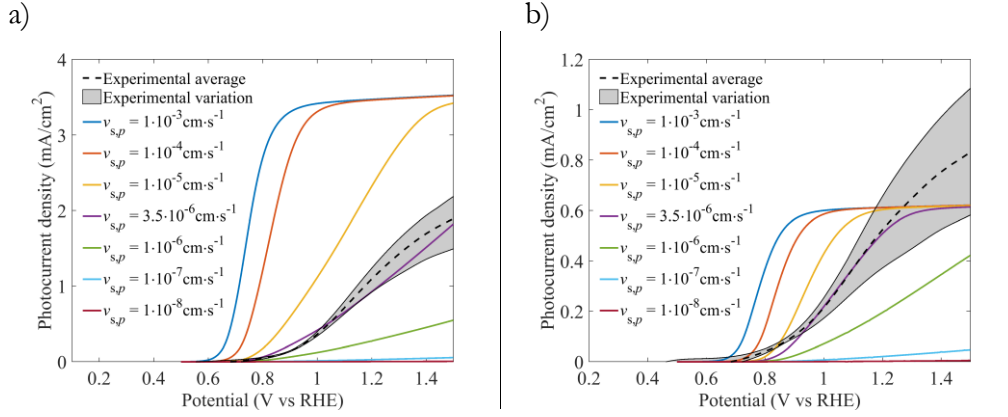 a)
Photocurrent density (mA/cm²)
4
3
2
1
0
Experimental average
Experimental variation
vₛ,ₚ = 1·10⁻³cm·s⁻¹
vₛ,ₚ = 1·10⁻⁴cm·s⁻¹
vₛ,ₚ = 1·10⁻⁵cm·s⁻¹
vₛ,ₚ = 3.5·10⁻⁶cm·s⁻¹
vₛ,ₚ = 1·10⁻⁶cm·s⁻¹
vₛ,ₚ = 1·10⁻⁷cm·s⁻¹
vₛ,ₚ = 1·10⁻⁸cm·s⁻¹
0.2 0.4 0.6 0.8 1 1.2 1.4
Potential (V vs RHE)
b)
Photocurrent density (mA/cm²)
1.2
1
0.8
0.6
0.4
0.2
0
Experimental average
Experimental variation
vₛ,ₚ = 1·10⁻³cm·s⁻¹
vₛ,ₚ = 1·10⁻⁴cm·s⁻¹
vₛ,ₚ = 1·10⁻⁵cm·s⁻¹
vₛ,ₚ = 3.5·10⁻⁶cm·s⁻¹
vₛ,ₚ = 1·10⁻⁶cm·s⁻¹
vₛ,ₚ = 1·10⁻⁷cm·s⁻¹
vₛ,ₚ = 1·10⁻⁸cm·s⁻¹
0.2 0.4 0.6 0.8 1 1.2 1.4
Potential (V vs RHE)